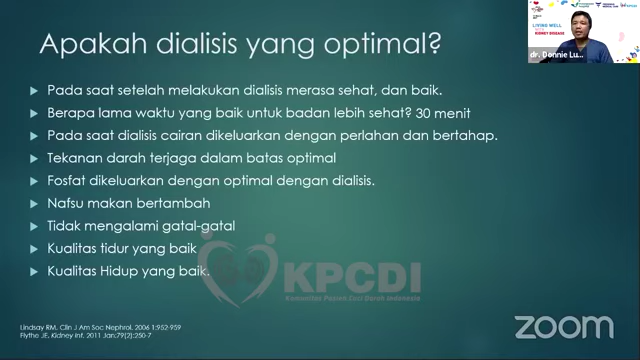 LIVING WELL
KIDNEY DISEASE
KPCDI
dr. Donnie Lu...
Apakah dialisis yang optimal?
Pada saat setelah melakukan dialisis merasa sehat, dan baik.
Berapa lama waktu yang baik untuk badan lebih sehat? 30 menit
Pada saat dialisis cairan dikeluarkan dengan perlahan dan bertahap.
Tekanan darah terjaga dalam batas optimal
Fosfat dikeluarkan dengan optimal dengan dialisis.
Nafsu makan bertambah
Tidak mengalami gatal-gatal
Kualitas tidur yang baik
Kualitas Hidup yang baik.
KPCDI
Komunitas Pasien Cuci Darah Indonesia
Lindsay RM, Clin J Am Soc Nephrol. 2006 1:952-959
Flythe JE, Kidney Int. 2011 Jan;79(2):250-7
zoom